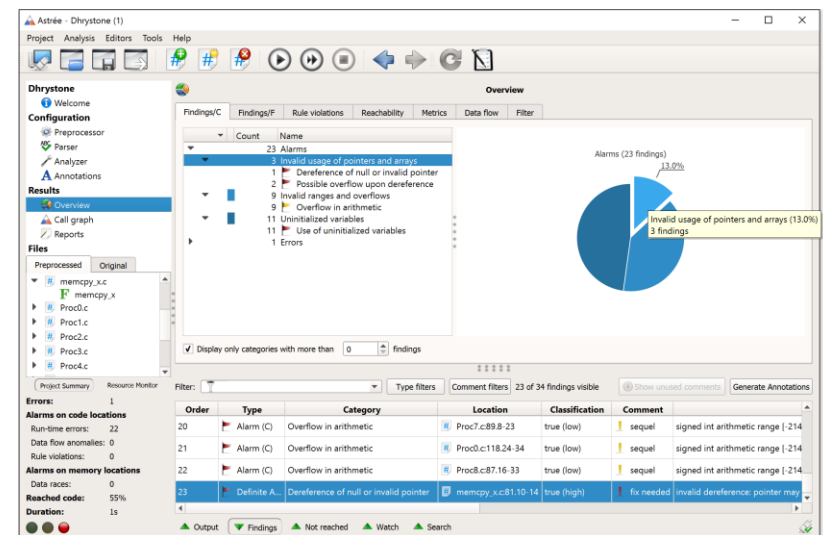 Astrée - Dhrystone (1)
Project Analysis Editors Tools Help
Dhrystone
Welcome
Configuration
Preprocessor
Parser
Analyzer
Annotations
Results
Overview
Call graph
Reports
Files
Preprocessed Original
memcpy_x.c
F memcpy_x
Proc0.c
Proc1.c
Proc2.c
Proc3.c
Proc4.c
Project Summary Resource Monitor
Errors: 1
Alarms on code locations
Run-time errors: 22
Data flow anomalies: 0
Rule violations: 0
Alarms on memory locations
Data races: 0
Reached code: 55%
Duration: 1s
Overview
Findings/C Findings/F Rule violations Reachability Metrics Data flow Filter
Count Name
23 Alarms
3 Invalid usage of pointers and arrays
1 Dereference of null or invalid pointer
2 Possible overflow upon dereference
9 Invalid ranges and overflows
9 Overflow in arithmetic
11 Uninitialized variables
11 Use of uninitialized variables
1 Errors
Alarms (23 findings)
13.0%
Invalid usage of pointers and arrays (13.0%)
3 findings
Display only categories with more than 0 findings
Filter: Type filters Comment filters 23 of 34 findings visible Show unused comments Generate Annotations
Order Type Category Location Classification Comment
20 Alarm (C) Overflow in arithmetic Proc7.c:89.8-23 true (low) sequel signed int arithmetic range [-214
21 Alarm (C) Overflow in arithmetic Proc0.c:118.24-34 true (low) sequel signed int arithmetic range [-214
22 Alarm (C) Overflow in arithmetic Proc8.c:87.16-33 true (low) sequel signed int arithmetic range [-214
23 Definite A... Dereference of null or invalid pointer memcpy_x.c:81.10-14 true (high) fix needed invalid dereference: pointer may
Output Findings Not reached Watch Search